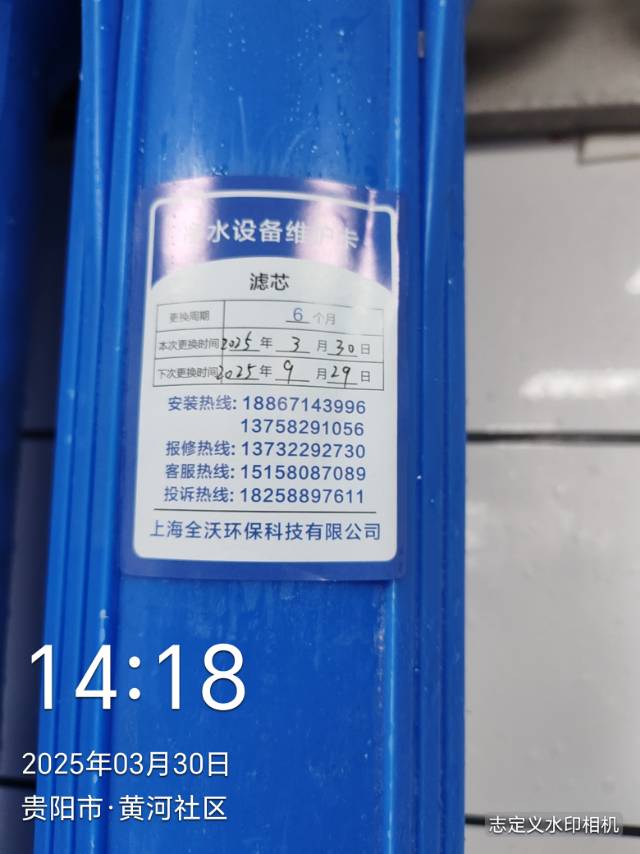 水设备维护卡
滤芯
更换周期 6 个月
本次更换时间 2025 年 3 月 30 日
下次更换时间 2025 年 9 月 29 日
安装热线: 18867143996
13758291056
报修热线: 13732292730
客服热线: 15158087089
投诉热线: 18258897611
上海全沃环保科技有限公司
14:18
2025年03月30日
贵阳市·黄河社区
志定义水印相机